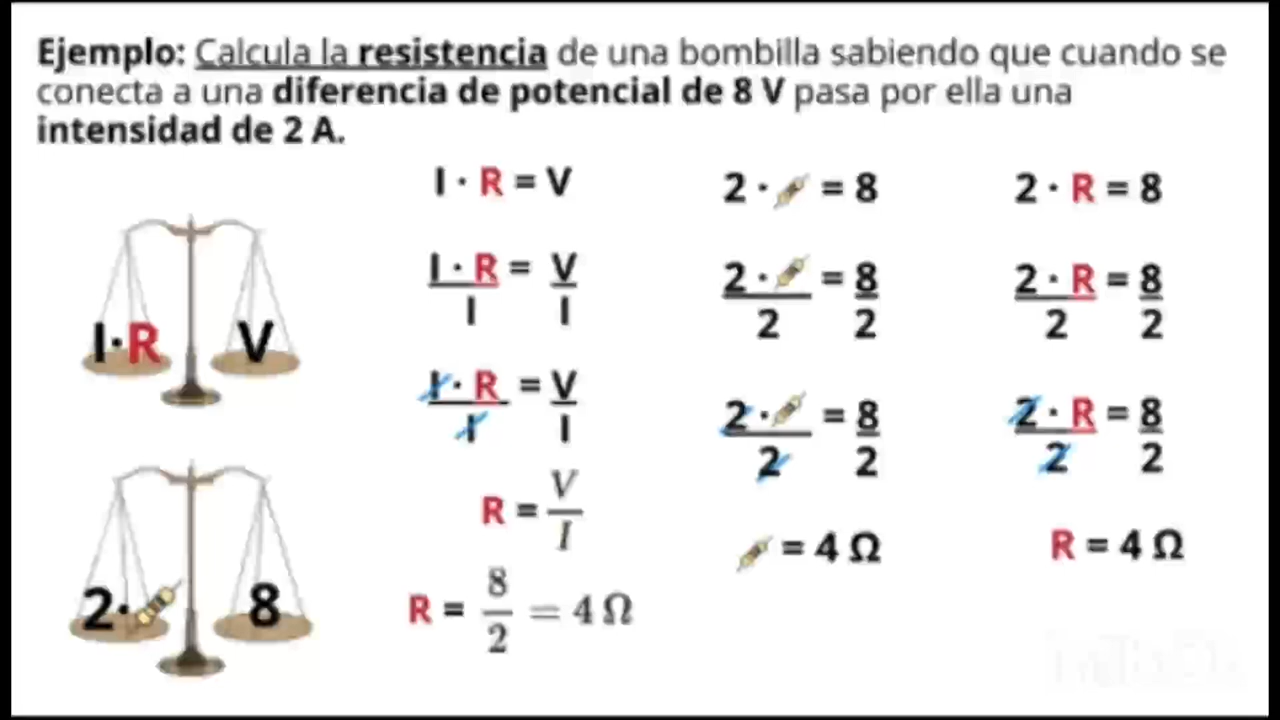 Ejemplo: Calcula la resistencia de una bombilla sabiendo que cuando se
conecta a una diferencia de potencial de 8 V pasa por ella una
intensidad de 2 A.
I · R = V
I · R = V
I I
I · R = V
I I
R = V
I
R = 8 = 4 Ω
2
I·R V
2· 8
2 · = 8
2 · = 8
2 2
2 · = 8
2 2
= 4 Ω
2 · R = 8
2 · R = 8
2 2
2 · R = 8
2 2
R = 4 Ω